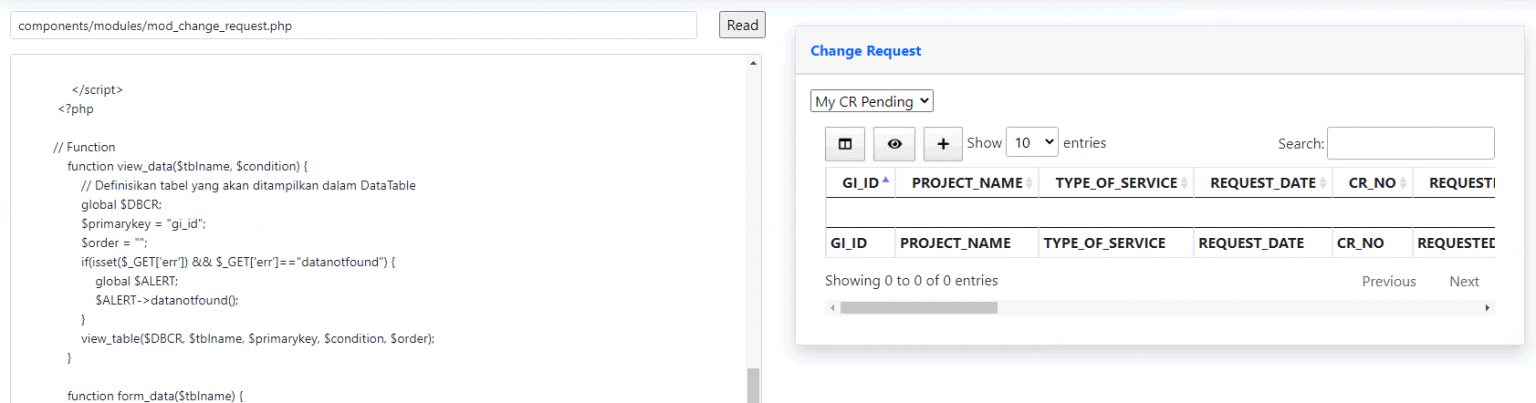 components/modules/mod_change_request.php
Read
</script>
<?php
// Function
function view_data($tblname, $condition) {
// Definisikan tabel yang akan ditampilkan dalam DataTable
global $DBCR;
$primarykey = "gi_id";
$order = "";
if(isset($_GET['err']) && $_GET['err']=="datanotfound") {
global $ALERT;
$ALERT->datanotfound();
}
view_table($DBCR, $tblname, $primarykey, $condition, $order);
}
function form_data($tblname) {
Change Request
My CR Pending
Show 10 entries
Search:
GI_ID PROJECT_NAME TYPE_OF_SERVICE REQUEST_DATE CR_NO REQUESTI
GI_ID PROJECT_NAME TYPE_OF_SERVICE REQUEST_DATE CR_NO REQUESTED
Showing 0 to 0 of 0 entries
Previous Next